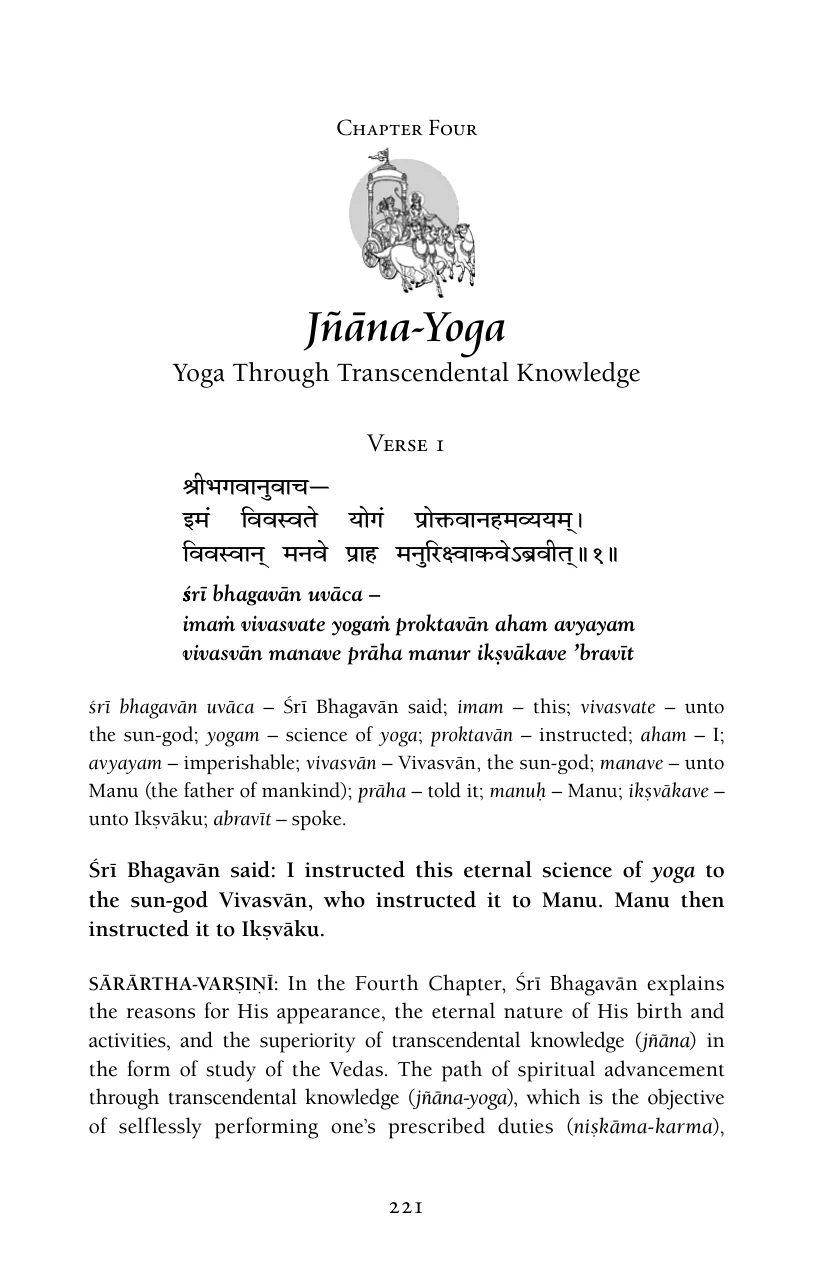 Chapter Four
Jñāna-Yoga
Yoga Through Transcendental Knowledge
Verse 1
श्रीभगवानुवाच—
इमं विवस्वते योगं प्रोक्तवानहमव्ययम्।
विवस्वान् मनवे प्राह मनुरिक्ष्वाकवेऽब्रवीत्॥१॥
śrī bhagavān uvāca –
imaṁ vivasvate yogaṁ proktavān aham avyayam
vivasvān manave prāha manur ikṣvākave ’bravīt
śrī bhagavān uvāca – Śrī Bhagavān said; imam – this; vivasvate – unto
the sun-god; yogam – science of yoga; proktavān – instructed; aham – I;
avyayam – imperishable; vivasvān – Vivasvān, the sun-god; manave – unto
Manu (the father of mankind); prāha – told it; manuḥ – Manu; ikṣvākave –
unto Ikṣvāku; abravīt – spoke.
Śrī Bhagavān said: I instructed this eternal science of yoga to
the sun-god Vivasvān, who instructed it to Manu. Manu then
instructed it to Ikṣvāku.
SĀRĀRTHA-VARṢIṆĪ: In the Fourth Chapter, Śrī Bhagavān explains
the reasons for His appearance, the eternal nature of His birth and
activities, and the superiority of transcendental knowledge (jñāna) in
the form of study of the Vedas. The path of spiritual advancement
through transcendental knowledge (jñāna-yoga), which is the objective
of selflessly performing one’s prescribed duties (niṣkāma-karma),
221